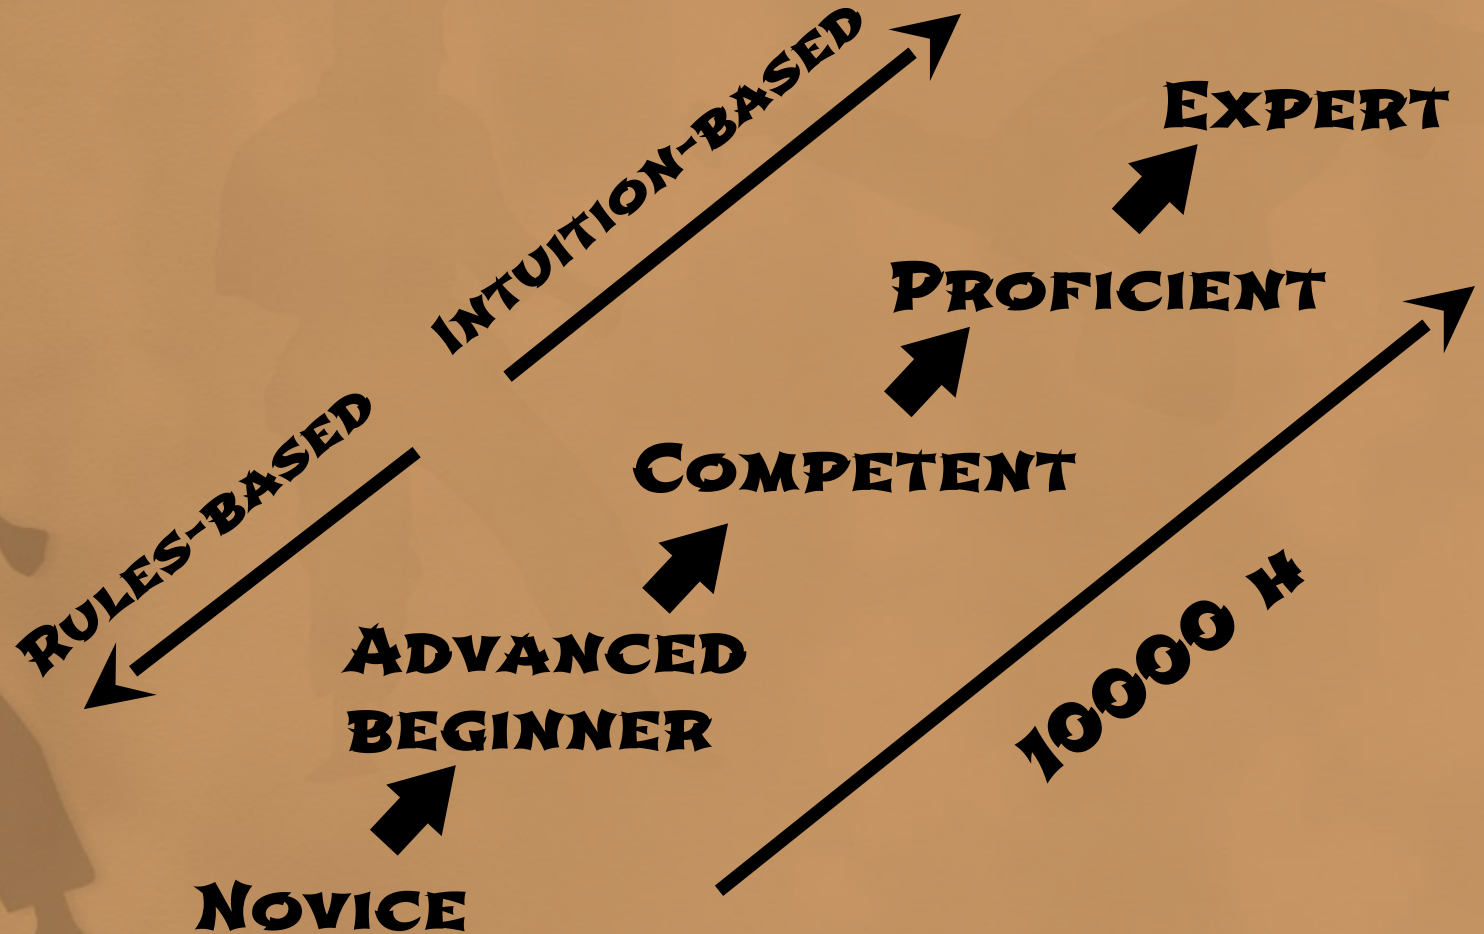 Intuition-based
Expert
Proficient
Rules-based
Competent
10000 h
Advanced
beginner
Novice